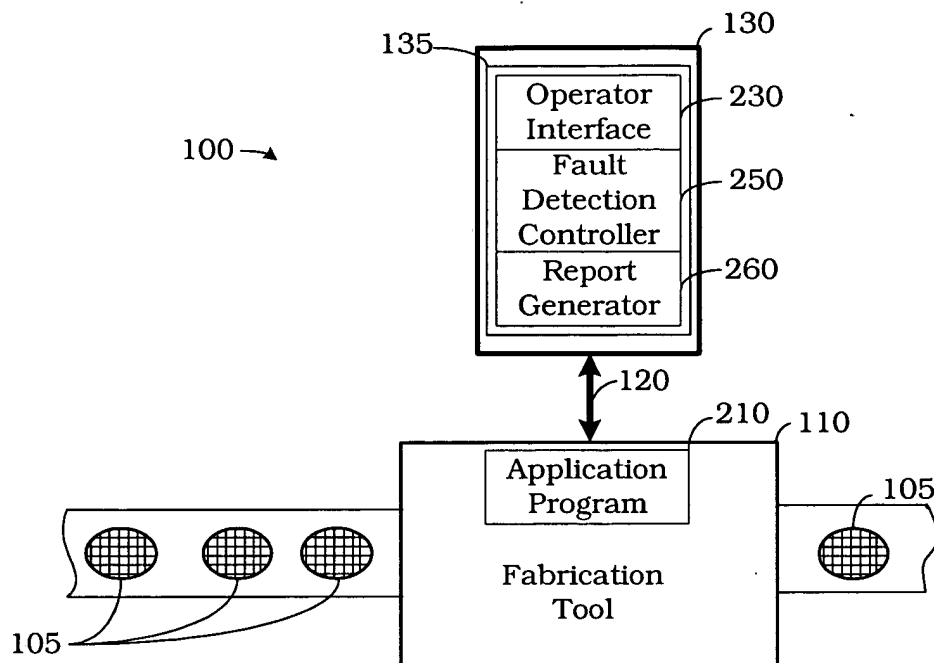 130
135
Operator
Interface
230
100
Fault
Detection
Controller
250
Report
Generator
260
120
210
110
Application
Program
105
Fabrication
Tool
105